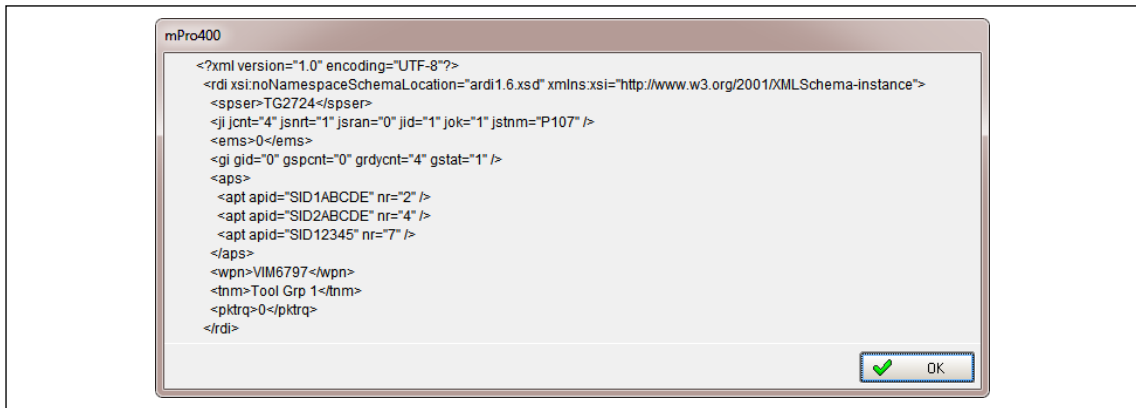 mPro400
<?xml version="1.0" encoding="UTF-8"?>
<rdi xsi:noNamespaceSchemaLocation="ardi1.6.xsd" xmlns:xsi="http://www.w3.org/2001/XMLSchema-instance">
<spser>TG2724</spser>
<ji jcnt="4" jsnrt="1" jsran="0" jid="1" jok="1" jstnm="P107" />
<ems>0</ems>
<gi gid="0" gspcnt="0" grdycnt="4" gstat="1" />
<aps>
<apt apid="SID1ABCDE" nr="2" />
<apt apid="SID2ABCDE" nr="4" />
<apt apid="SID12345" nr="7" />
</aps>
<wpn>VIM6797</wpn>
<tnm>Tool Grp 1</tnm>
<pktrq>0</pktrq>
</rdi>
OK